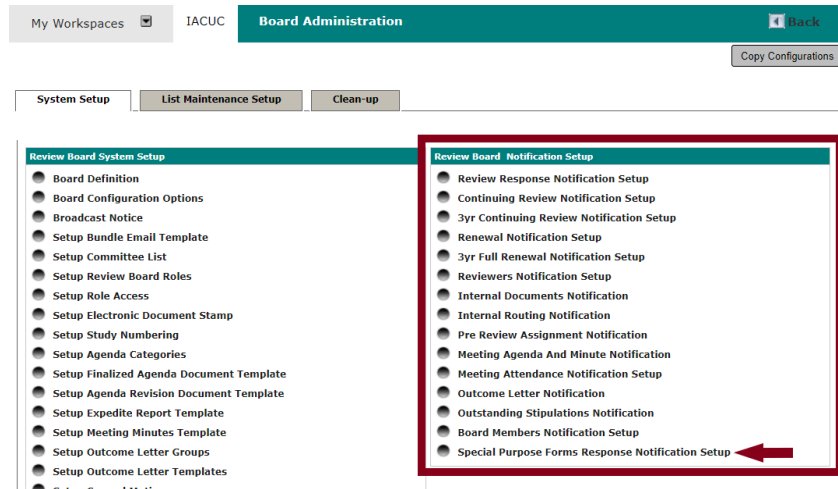 My Workspaces IACUC Board Administration Back
Copy Configurations
System Setup List Maintenance Setup Clean-up
Review Board System Setup
Board Definition
Board Configuration Options
Broadcast Notice
Setup Bundle Email Template
Setup Committee List
Setup Review Board Roles
Setup Role Access
Setup Electronic Document Stamp
Setup Study Numbering
Setup Agenda Categories
Setup Finalized Agenda Document Template
Setup Agenda Revision Document Template
Setup Expedite Report Template
Setup Meeting Minutes Template
Setup Outcome Letter Groups
Setup Outcome Letter Templates
Review Board Notification Setup
Review Response Notification Setup
Continuing Review Notification Setup
3yr Continuing Review Notification Setup
Renewal Notification Setup
3yr Full Renewal Notification Setup
Reviewers Notification Setup
Internal Documents Notification
Internal Routing Notification
Pre Review Assignment Notification
Meeting Agenda And Minute Notification
Meeting Attendance Notification Setup
Outcome Letter Notification
Outstanding Stipulations Notification
Board Members Notification Setup
Special Purpose Forms Response Notification Setup